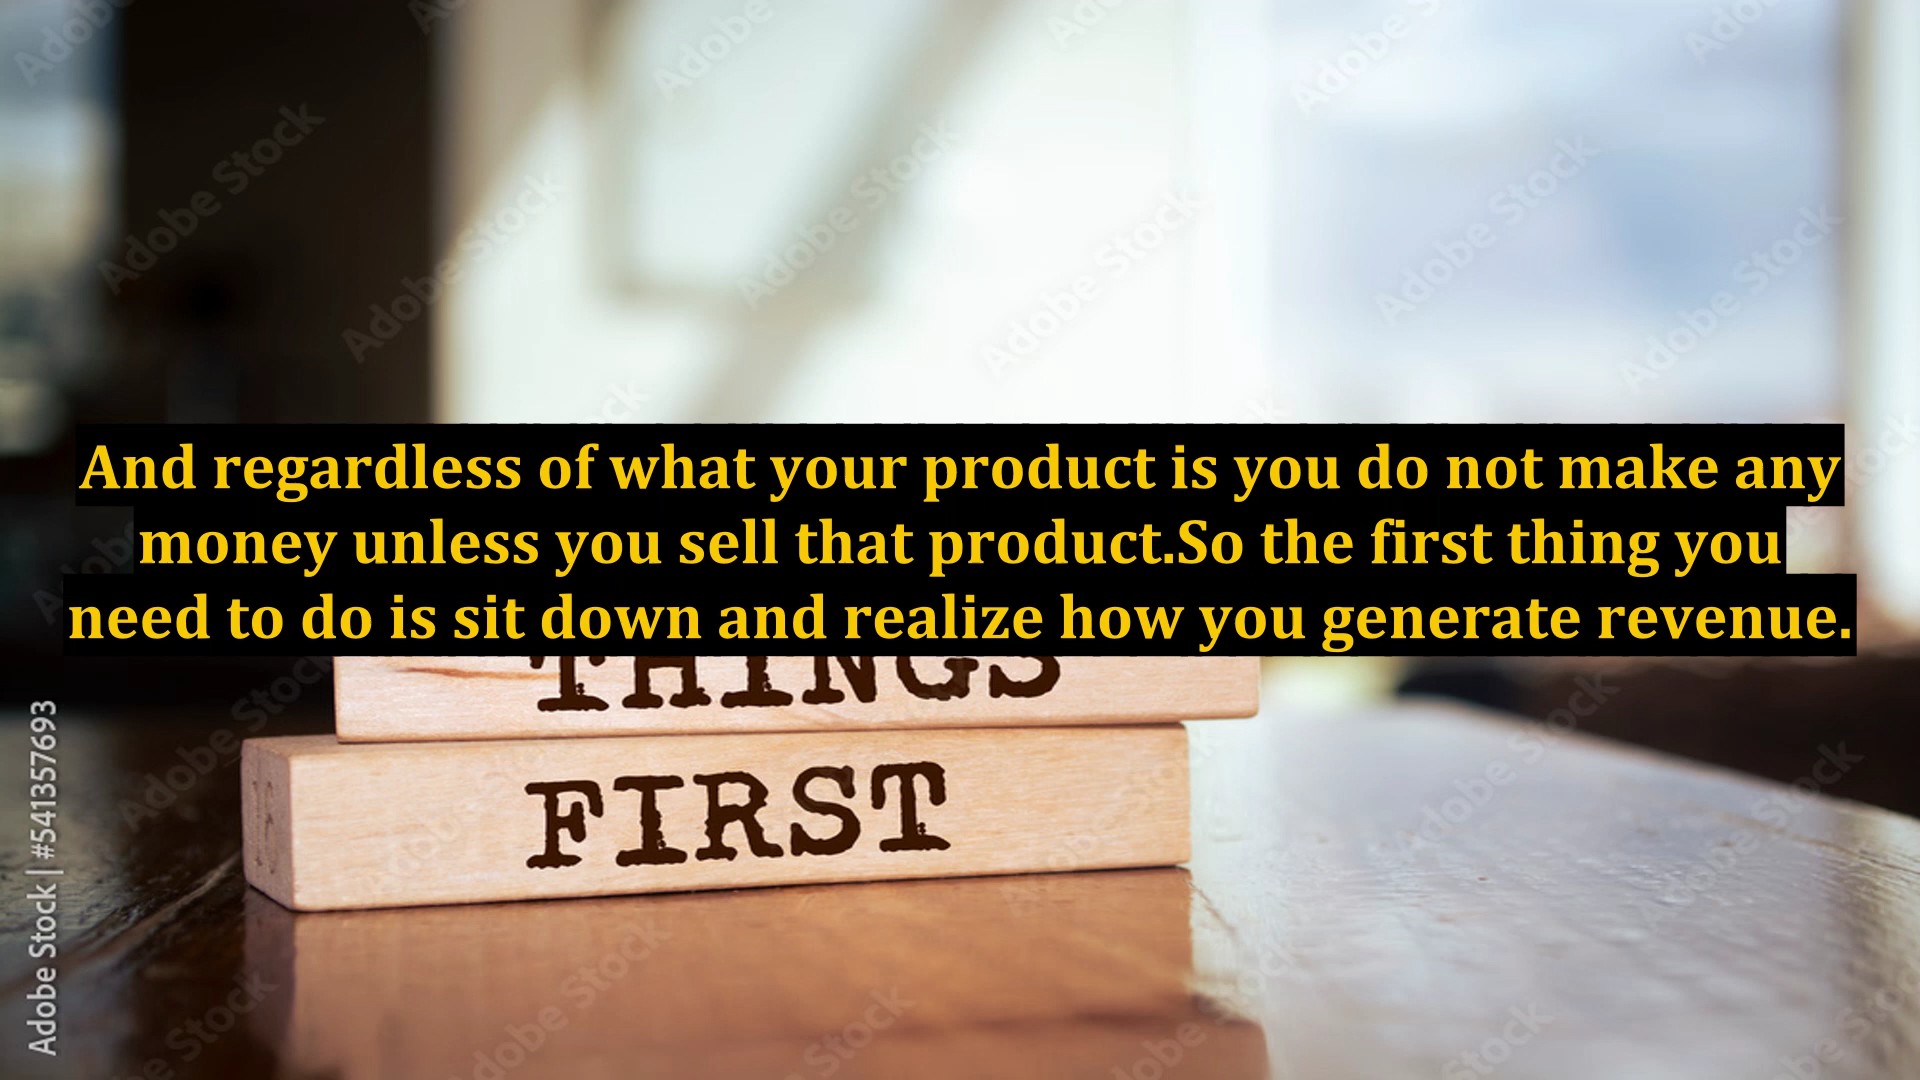 And regardless of what your product is you do not make any
money unless you sell that product.So the first thing you
need to do is sit down and realize how you generate revenue.
THINGS
FIRST
Adobe Stock | #541357693